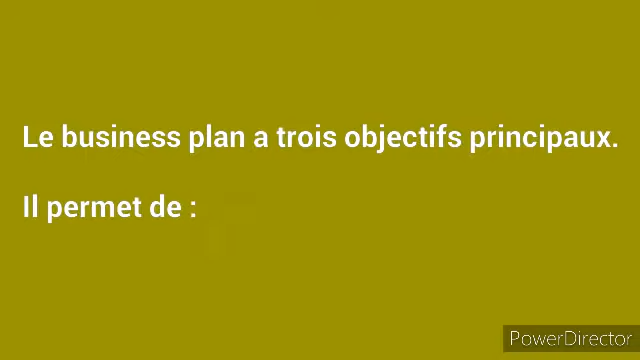 Le business plan a trois objectifs principaux.
Il permet de :
PowerDirector